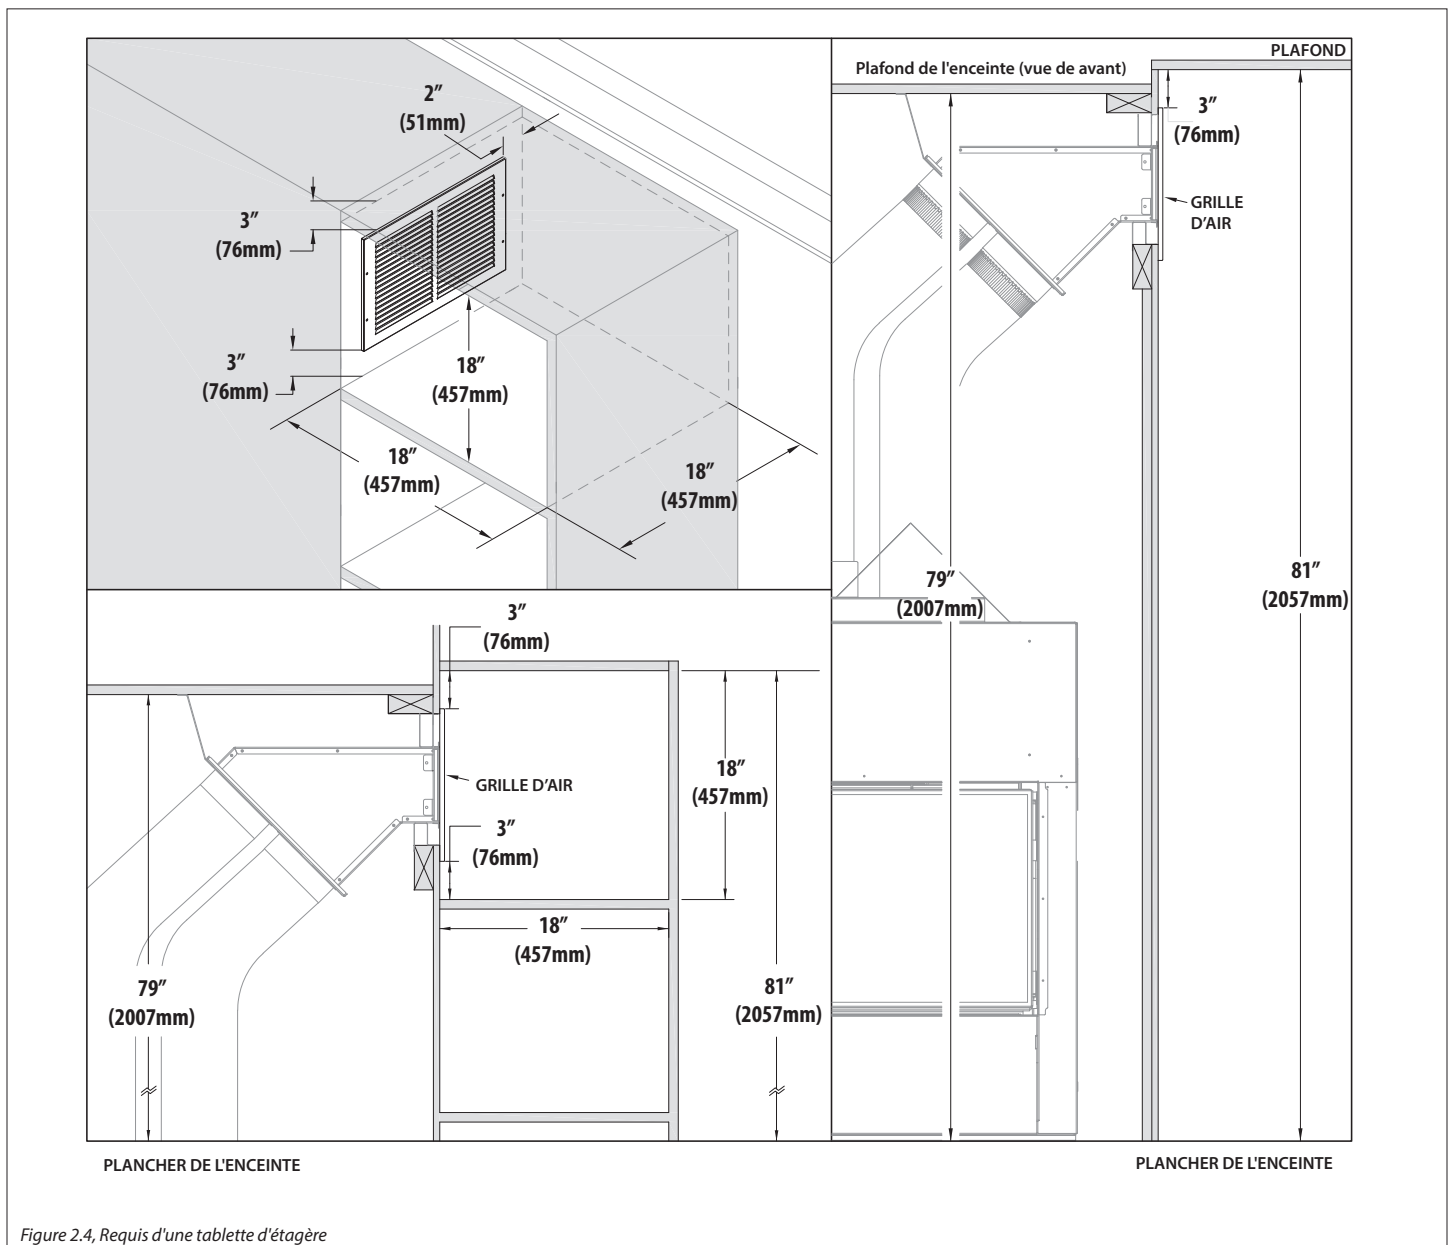 2″
(51mm)
3″
(76mm)
3″
(76mm)
18″
(457mm)
18″
(457mm)
18″
(457mm)
PLAFOND
Plafond de l'enceinte (vue de avant)
3″
(76mm)
GRILLE
D’AIR
79″
(2007mm)
81″
(2057mm)
3″
(76mm)
GRILLE D’AIR
3″
(76mm)
18″
(457mm)
18″
(457mm)
79″
(2007mm)
81″
(2057mm)
PLANCHER DE L'ENCEINTE
PLANCHER DE L'ENCEINTE
Figure 2.4, Requis d'une tablette d'étagère